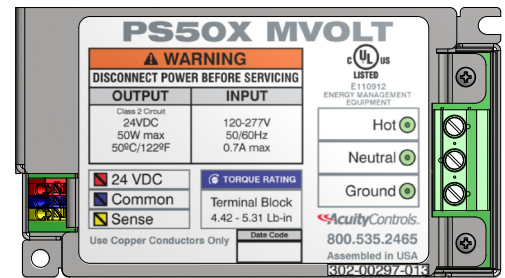 PS50X MVOLT
WARNING
DISCONNECT POWER BEFORE SERVICING
OUTPUT
Class 2 Circuit
24VDC
50W max
50ºC/122ºF
INPUT
120-277V
50/60Hz
0.7A max
C UL US
LISTED
E110912
ENERGY MANAGEMENT
EQUIPMENT
Hot
Neutral
Ground
24 VDC
Common
Sense
TORQUE RATING
Terminal Block
4.42 - 5.31 Lb-in
Use Copper Conductors Only
Date Code
AcuityControls.
800.535.2465
Assembled in USA
302-00297-013